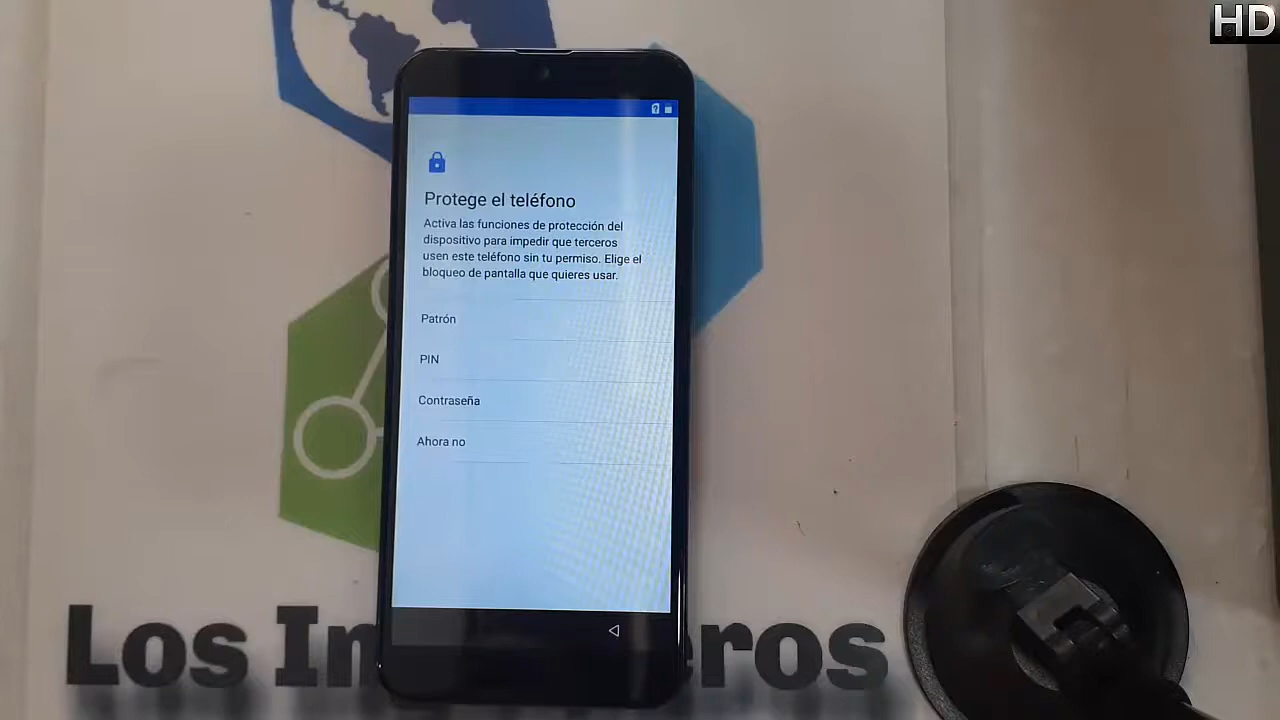 HD
Protege el teléfono
Activa las funciones de protección del
dispositivo para impedir que terceros
usen este teléfono sin tu permiso. Elige el
bloqueo de pantalla que quieres usar.
Patrón
PIN
Contraseña
Ahora no
Los In eros